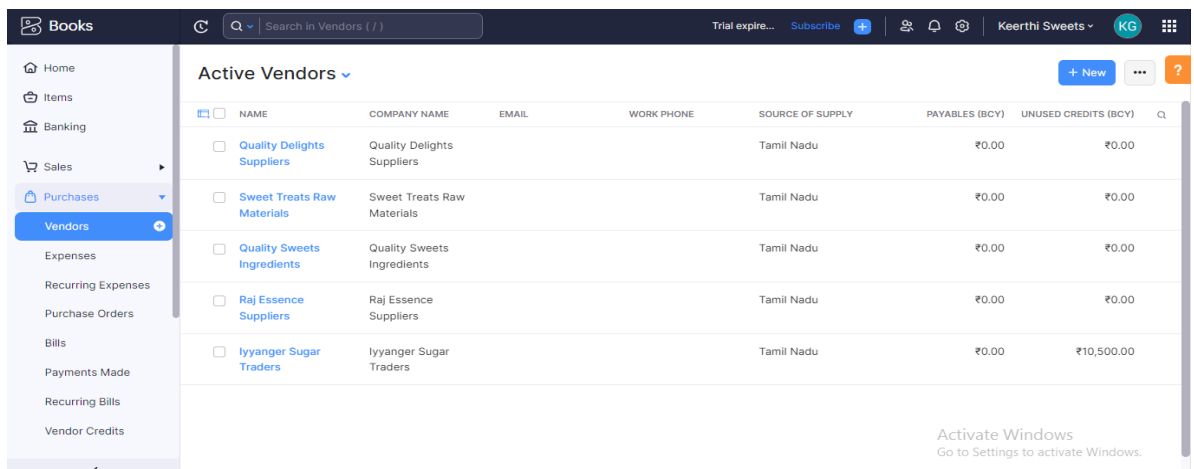 Books
Search in Vendors ( / )
Trial expire... Subscribe
Keerthi Sweets
KG
Home
Items
Banking
Sales
Purchases
Vendors
Expenses
Recurring Expenses
Purchase Orders
Bills
Payments Made
Recurring Bills
Vendor Credits
Active Vendors
+ New
...
?
NAME COMPANY NAME EMAIL WORK PHONE SOURCE OF SUPPLY PAYABLES (BCY) UNUSED CREDITS (BCY)
Quality Delights Quality Delights Tamil Nadu ₹0.00 ₹0.00
Suppliers Suppliers
Sweet Treats Raw Sweet Treats Raw Tamil Nadu ₹0.00 ₹0.00
Materials Materials
Quality Sweets Quality Sweets Tamil Nadu ₹0.00 ₹0.00
Ingredients Ingredients
Raj Essence Raj Essence Tamil Nadu ₹0.00 ₹0.00
Suppliers Suppliers
Iyyanger Sugar Iyyanger Sugar Tamil Nadu ₹0.00 ₹10,500.00
Traders Traders
Activate Windows
Go to Settings to activate Windows.